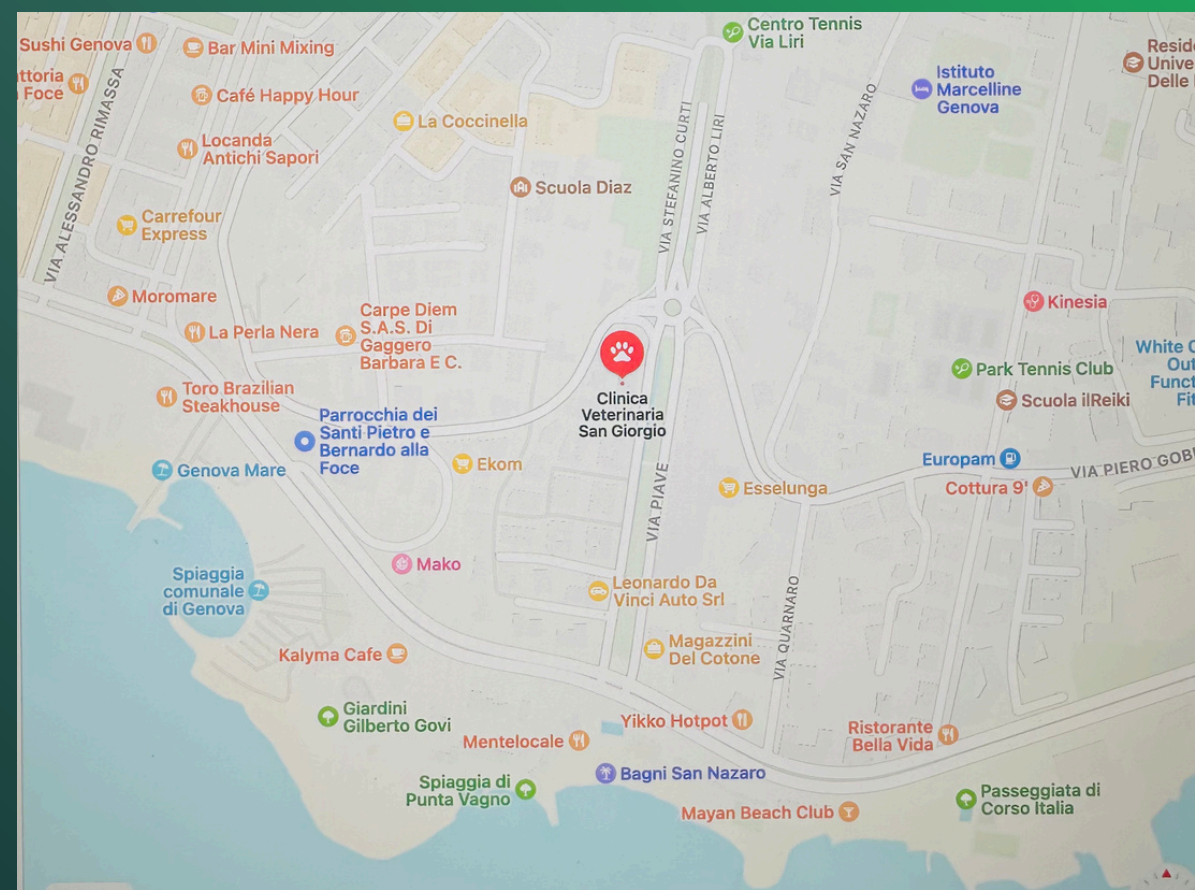 Sushi Genova
Bar Mini Mixing
Centro Tennis
Via Liri
Foce
Café Happy Hour
La Coccinella
Istituto
Marcelline
Genova
Locanda
Antichi Sapori
VIA ALESSANDRO RIMASSA
Scuola Diaz
VIA STEFANINO CURTI
VIA ALBERTO LIRI
VIA SAN NAZARO
Carrefour
Express
Moromare
La Perla Nera
Carpe Diem
S.A.S. Di
Gaggero
Barbara E C.
Kinesia
Toro Brazilian
Steakhouse
Clinica
Veterinaria
San Giorgio
Park Tennis Club
White
Scuola ilReiki
Parrocchia dei
Santi Pietro e
Bernardo alla
Foce
Genova Mare
Ekom
Esselunga
Europam
Cottura 9'
VIA PIERO GOB
VIA PIAVE
Mako
Spiaggia
comunale
di Genova
Leonardo Da
Vinci Auto Srl
VIA QUARNARO
Magazzini
Del Cotone
Kalyma Cafe
Giardini
Gilberto Govi
Mentelocale
Yikko Hotpot
Ristorante
Bella Vida
Bagni San Nazaro
Spiaggia di
Punta Vagno
Mayan Beach Club
Passeggiata di
Corso Italia